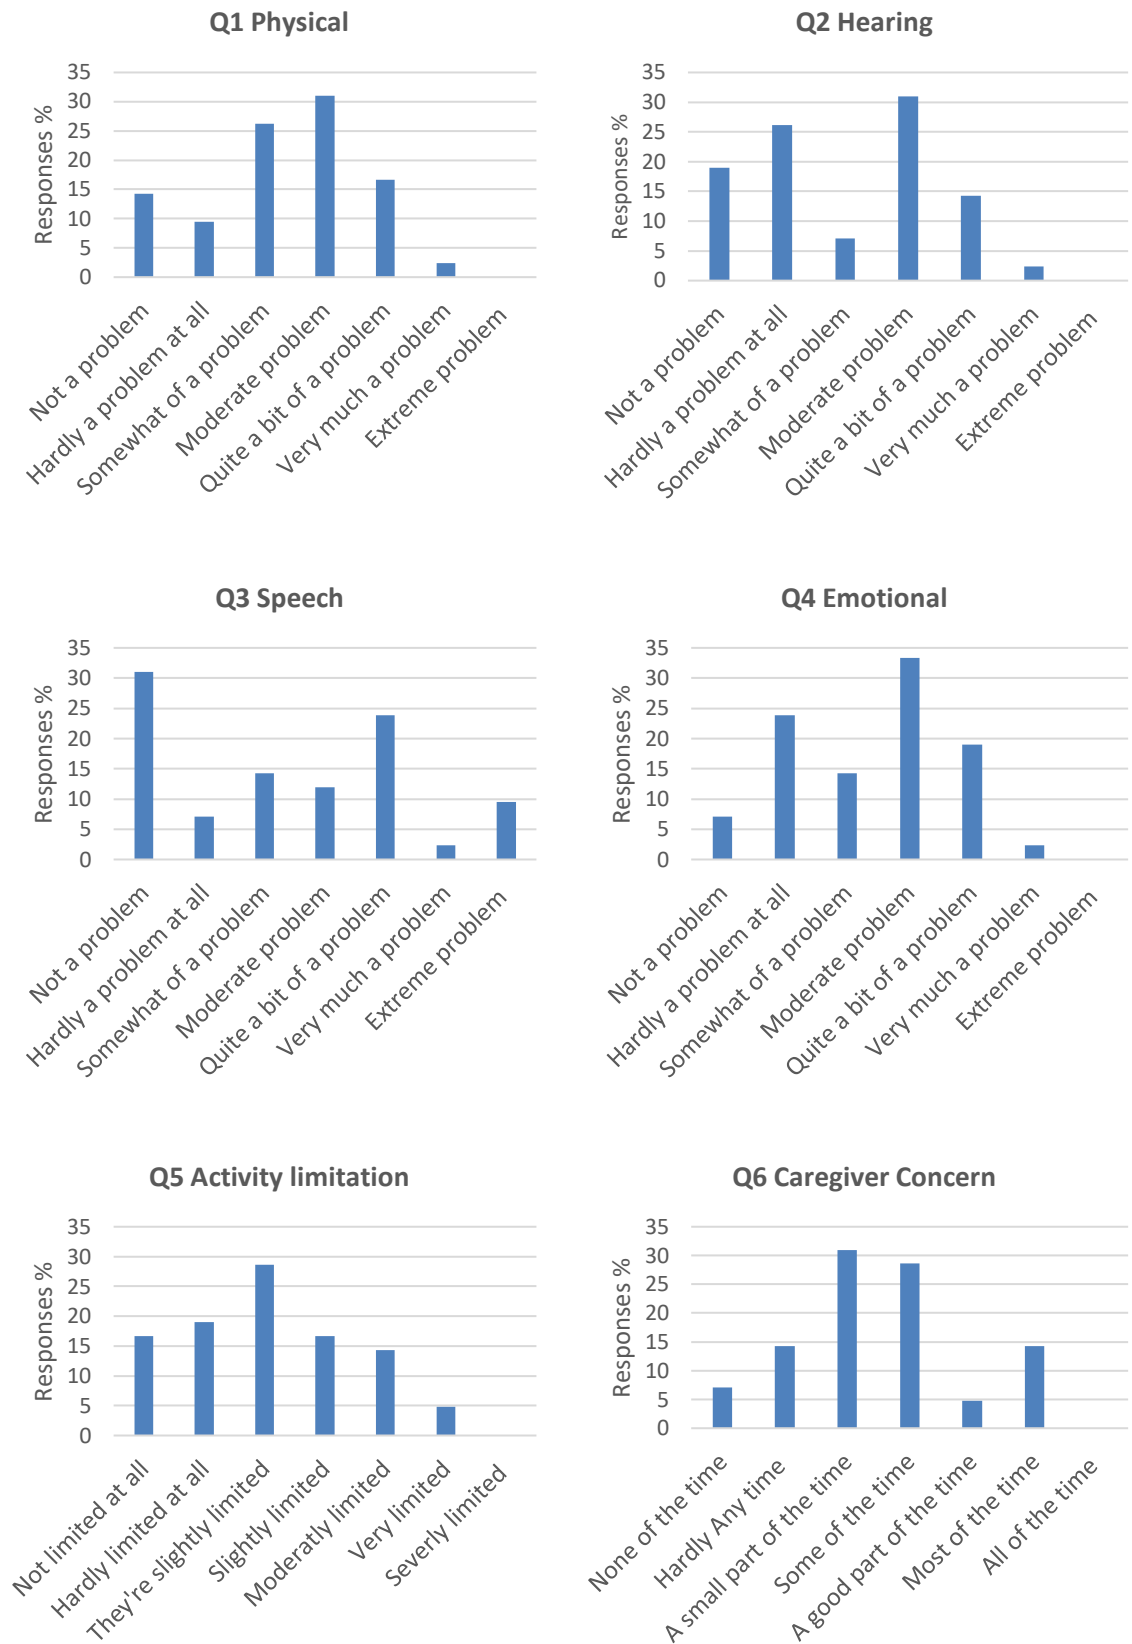 Q1 Physical
Responses %
35
30
25
20
15
10
5
0
Not a problem
Hardly a problem at all
Somewhat of a problem
Moderate problem
Quite a bit of a problem
Very much a problem
Extreme problem
Q2 Hearing
Responses %
35
30
25
20
15
10
5
0
Not a problem
Hardly a problem at all
Somewhat of a problem
Moderate problem
Quite a bit of a problem
Very much a problem
Extreme problem
Q3 Speech
Responses %
35
30
25
20
15
10
5
0
Not a problem
Hardly a problem at all
Somewhat of a problem
Moderate problem
Quite a bit of a problem
Very much a problem
Extreme problem
Q4 Emotional
Responses %
35
30
25
20
15
10
5
0
Not a problem
Hardly a problem at all
Somewhat of a problem
Moderate problem
Quite a bit of a problem
Very much a problem
Extreme problem
Q5 Activity limitation
Responses %
35
30
25
20
15
10
5
0
Not limited at all
Hardly limited at all
They're slightly limited
Slightly limited
Moderatly limited
Very limited
Severly limited
Q6 Caregiver Concern
Responses %
35
30
25
20
15
10
5
0
None of the time
Hardly Any time
A small part of the time
Some of the time
A good part of the time
Most of the time
All of the time